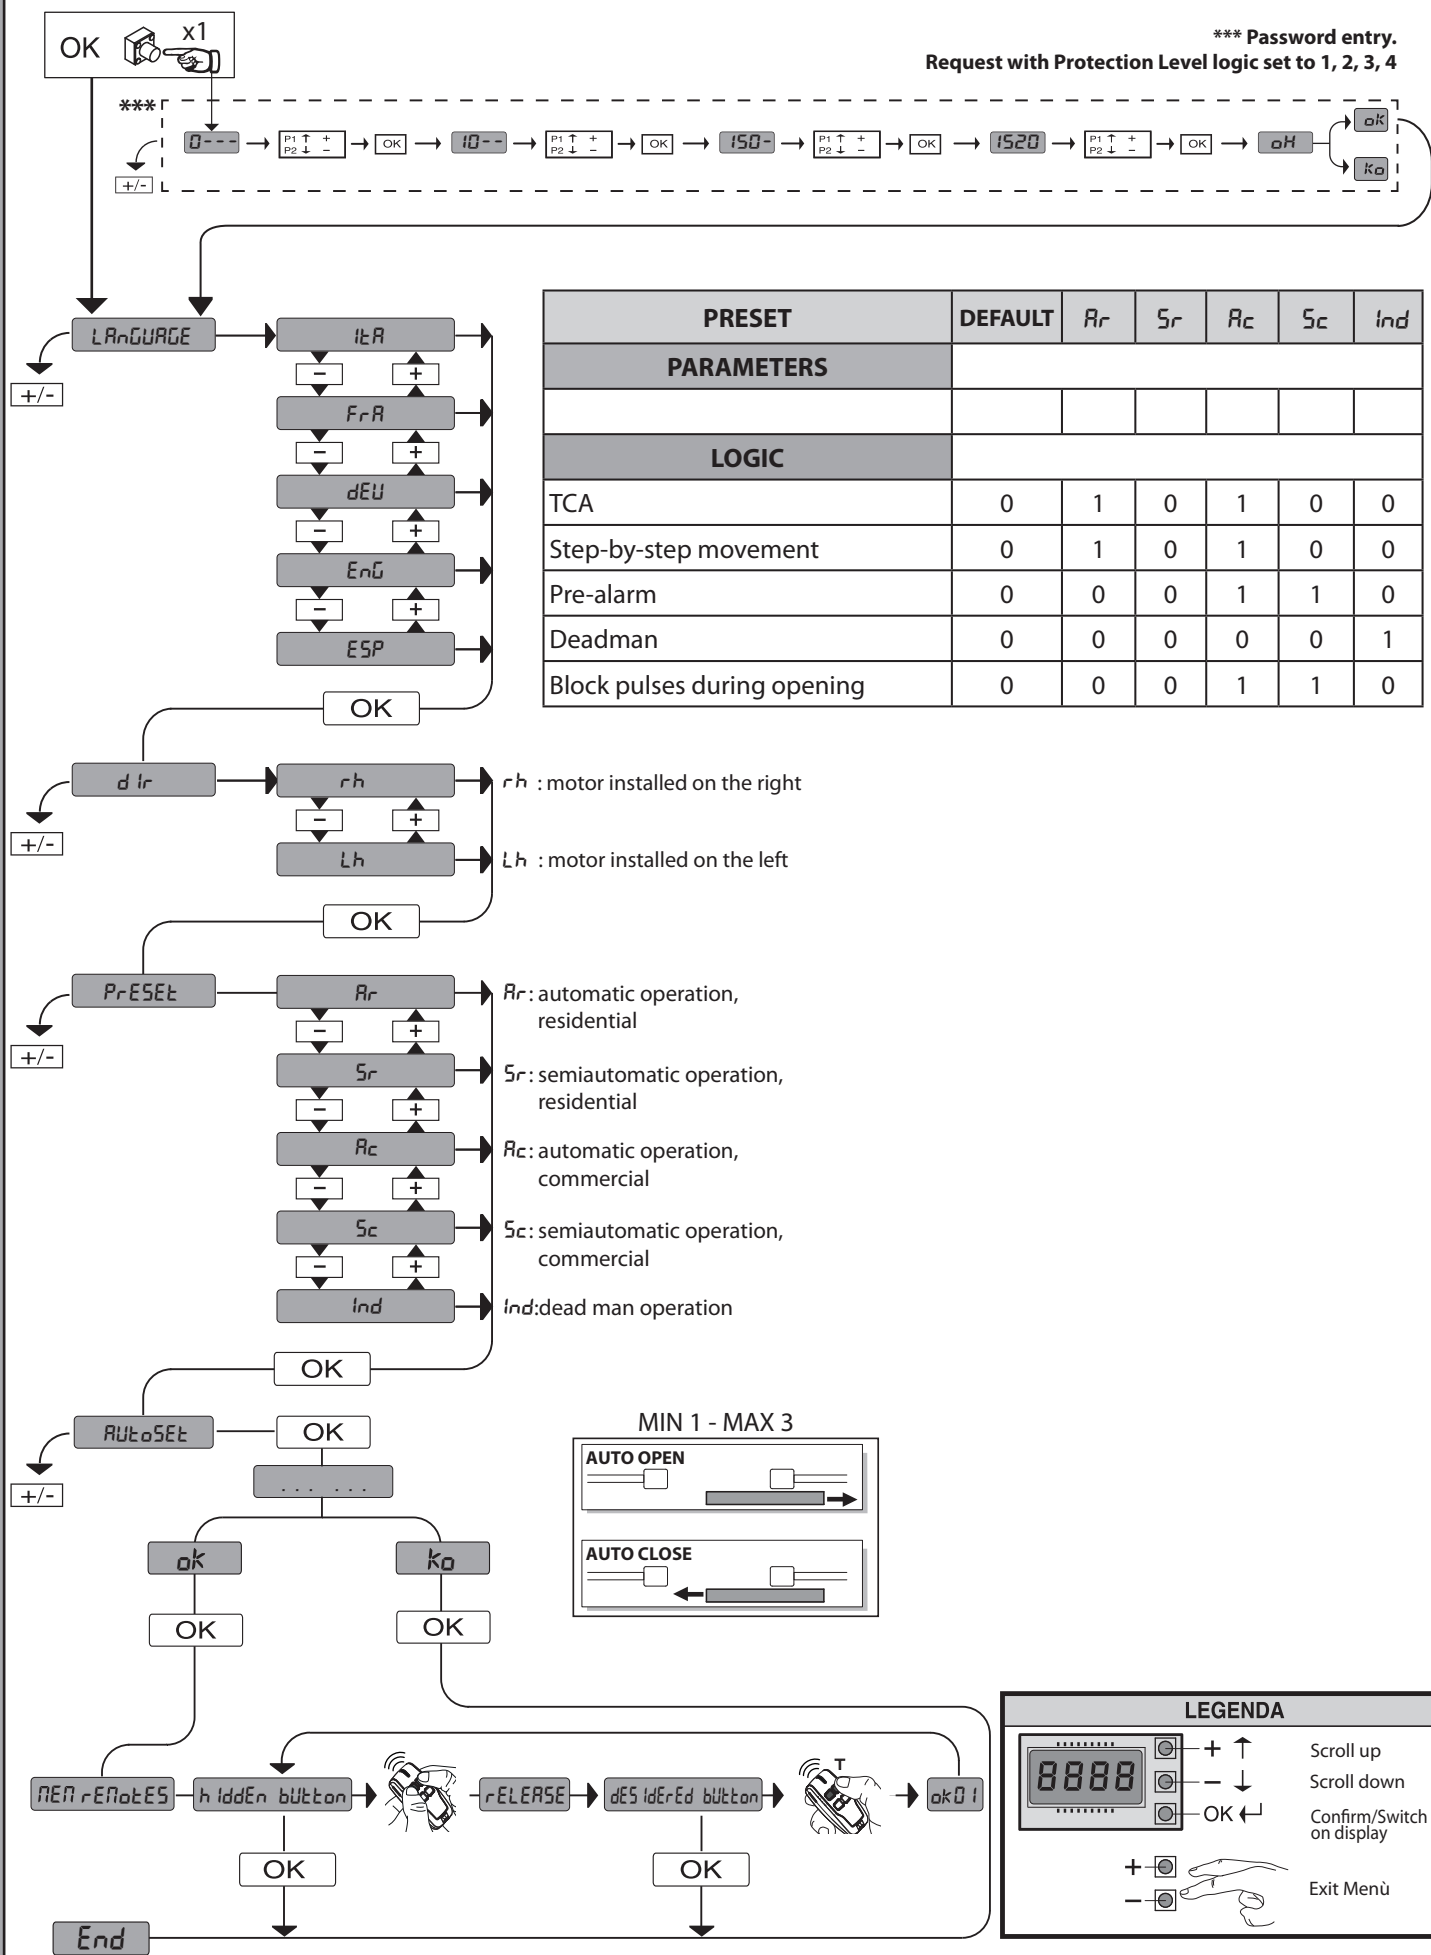 OK x1
*** Password entry.
Request with Protection Level logic set to 1, 2, 3, 4
***
0--- P1 ↑ + P2 ↓ - OK 10-- P1 ↑ + P2 ↓ - OK 150- P1 ↑ + P2 ↓ - OK 1520 P1 ↑ + P2 ↓ - OK oH ok
ko
+/-
LAnGUAGE ItA
+/-
- +
FrA
- +
dEU
- +
EnG
- +
ESP
OK
PRESET DEFAULT Ar Sr Ac Sc Ind
PARAMETERS
LOGIC
TCA 0 1 0 1 0 0
Step-by-step movement 0 1 0 1 0 0
Pre-alarm 0 0 0 1 1 0
Deadman 0 0 0 0 0 1
Block pulses during opening 0 0 0 1 1 0
dIr rh rh : motor installed on the right
+/-
- +
Lh Lh : motor installed on the left
OK
PrESEt Ar Ar: automatic operation,
residential
+/-
- +
Sr Sr: semiautomatic operation,
residential
- +
Ac Ac: automatic operation,
commercial
- +
Sc Sc: semiautomatic operation,
commercial
- +
Ind Ind:dead man operation
OK
AUtoSEt OK
+/-
... ...
ok ko
OK OK
MIN 1 - MAX 3
AUTO OPEN
AUTO CLOSE
MEM rEMotES hIddEn bUtton rELEASE dESIdErEd bUtton T ok01
OK OK
End
LEGENDA
8888
+ ↑ Scroll up
- ↓ Scroll down
OK Confirm/Switch
on display
+
- Exit Menù